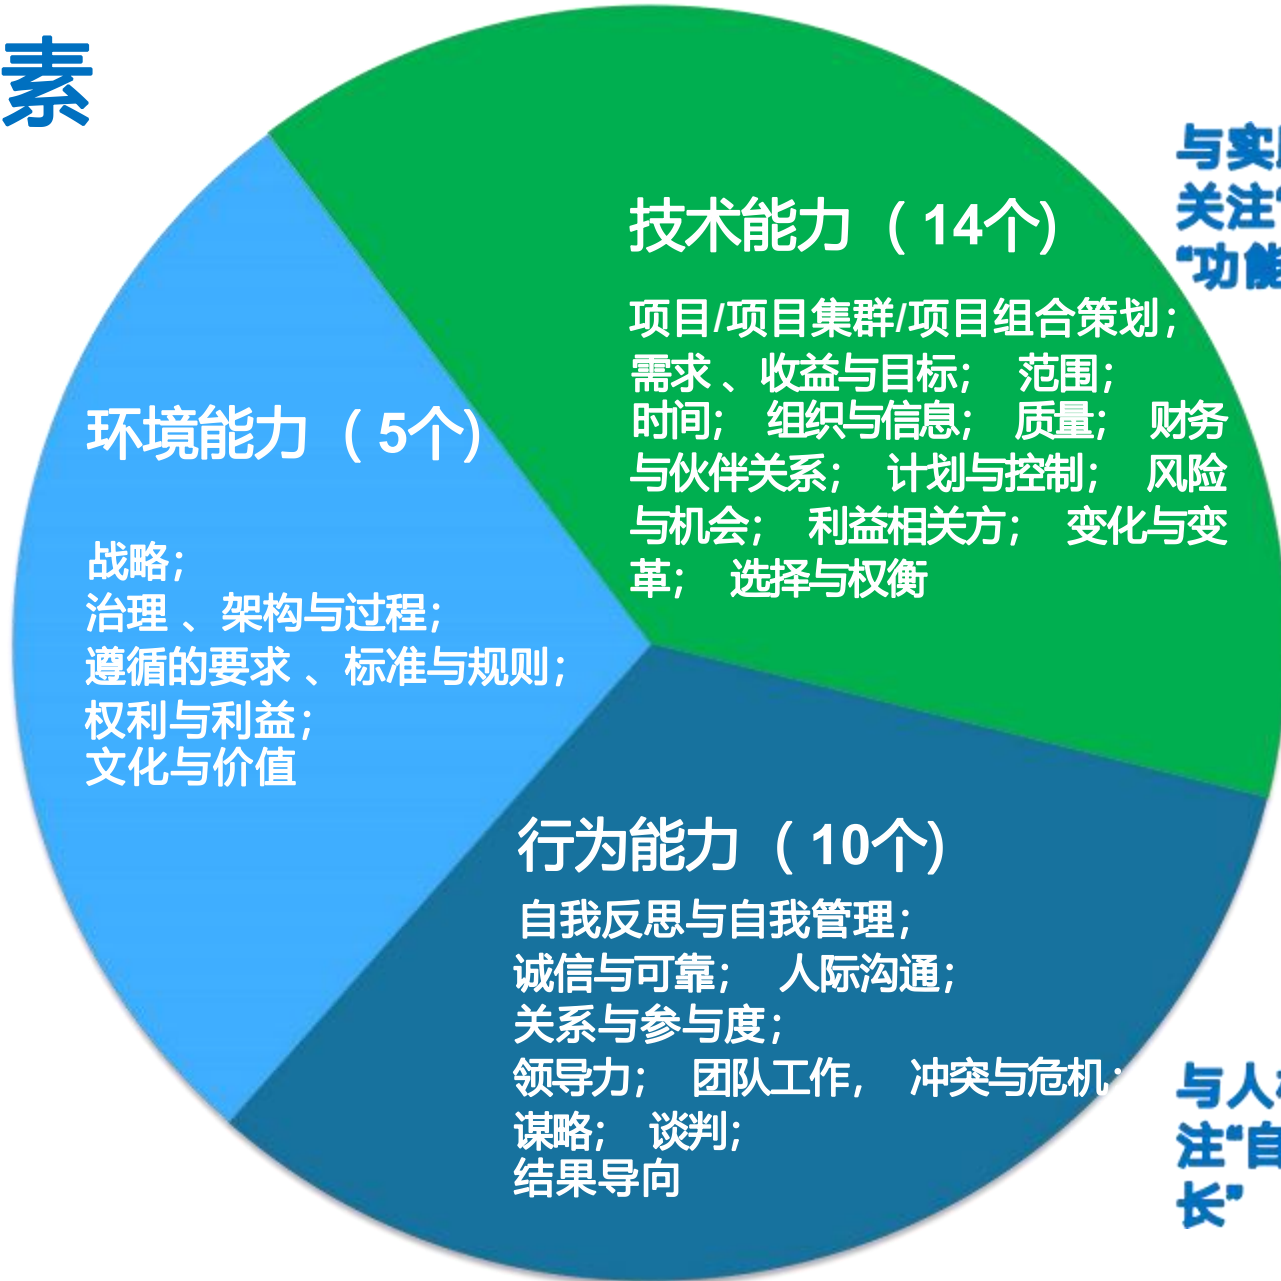 素
与实
关注“
“功能
技术能力（14个）
项目/项目集群/项目组合策划；
需求、收益与目标； 范围；
时间； 组织与信息； 质量； 财务
与伙伴关系； 计划与控制； 风险
与机会； 利益相关方； 变化与变
革； 选择与权衡
环境能力（5个）
战略；
治理、架构与过程；
遵循的要求、标准与规则；
权利与利益；
文化与价值
行为能力（10个）
自我反思与自我管理；
诚信与可靠； 人际沟通；
关系与参与度；
领导力； 团队工作， 冲突与危机；
谋略； 谈判；
结果导向
与人
注“自
长”